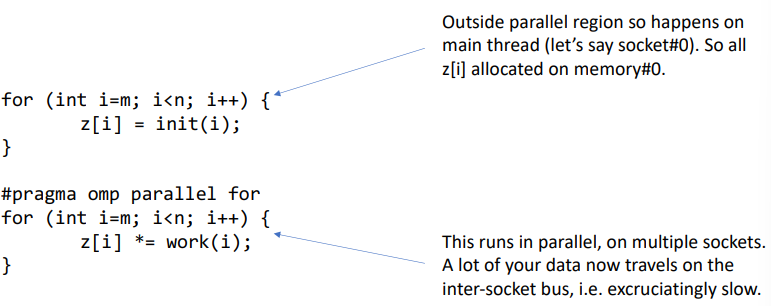 Outside parallel region so happens on
main thread (let’s say socket#0). So all
z[i] allocated on memory#0.
for (int i=m; i<n; i++) {
z[i] = init(i);
}
#pragma omp parallel for
for (int i=m; i<n; i++) {
z[i] *= work(i);
}
This runs in parallel, on multiple sockets.
A lot of your data now travels on the
inter-socket bus, i.e. excruciatingly slow.